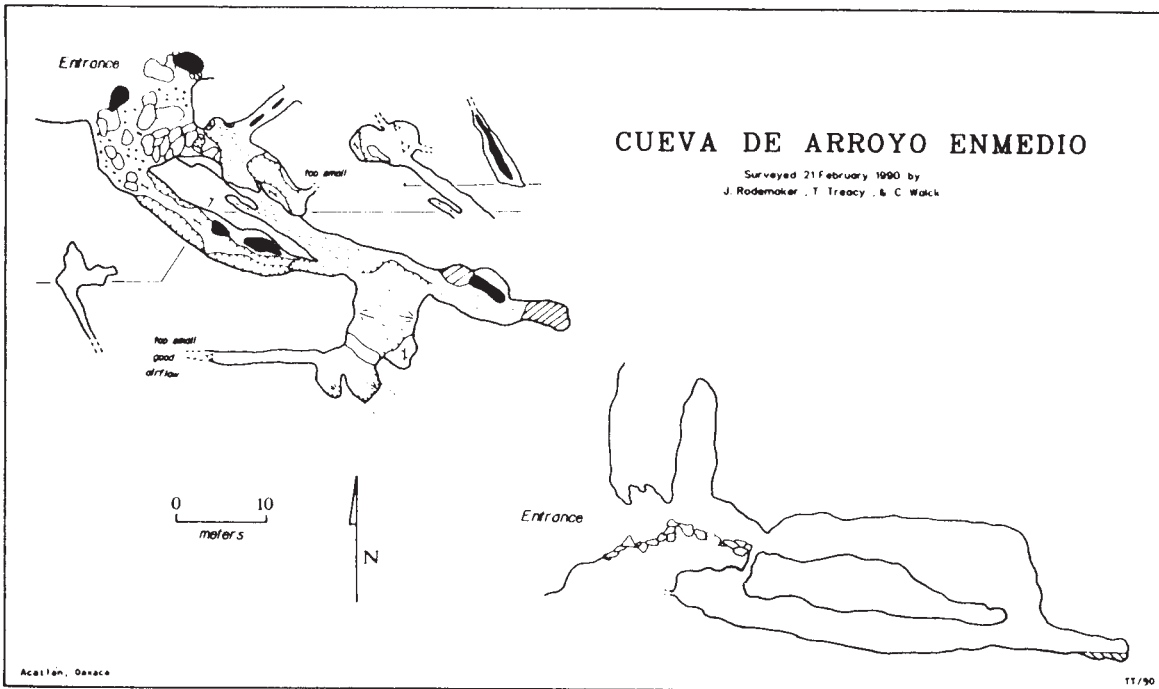 Entrance
too small
CUEVA DE ARROYO ENMEDIO
Surveyed 21 February 1990 by
J. Rodemaker, T Treacy, & C Walck
too small
good
airflow
0 10
meters
N
Entrance
Acatlan, Oaxaca
TT/90